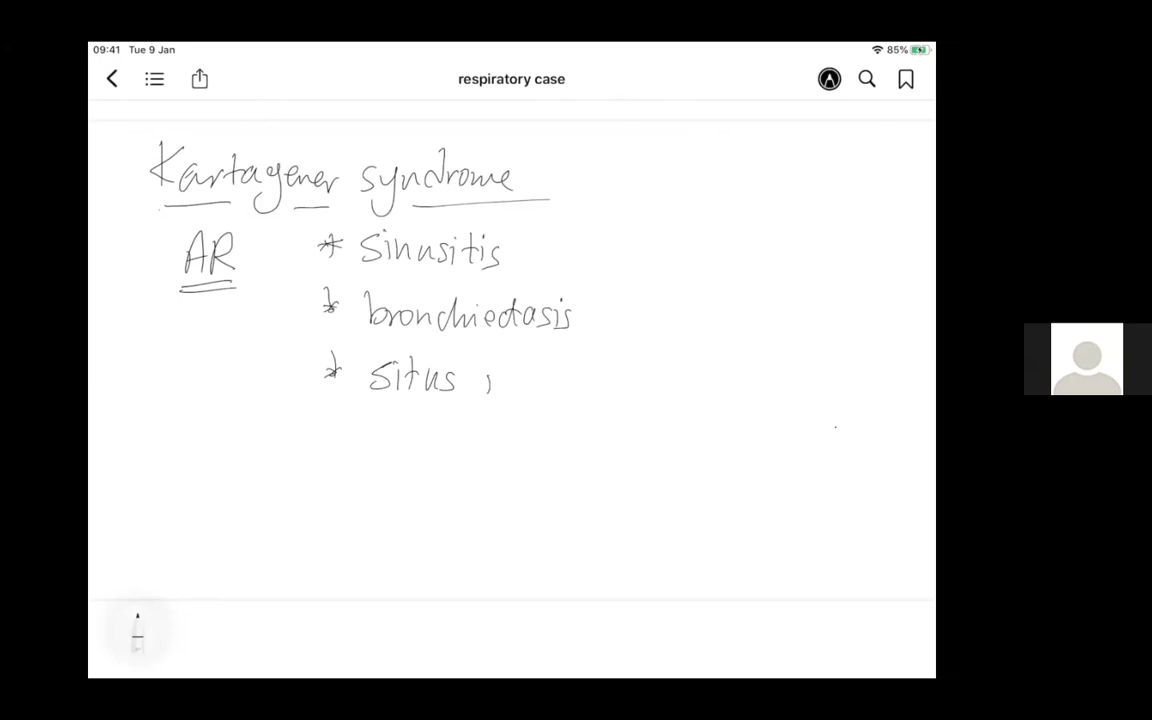 09:41 Tue 9 Jan 85%
respiratory case
Kartagener syndrome
AR * Sinusitis
* bronchiectasis
* Situs